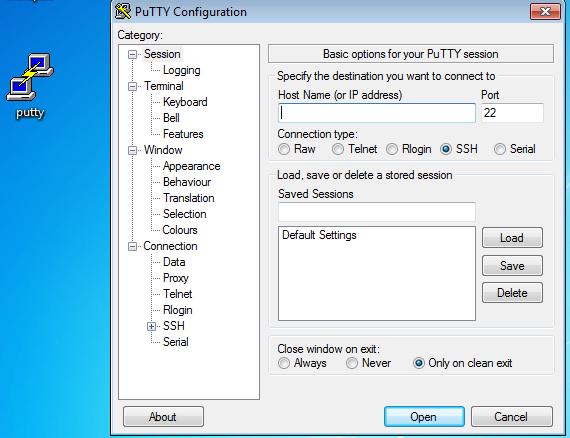 PuTTY Configuration
Category:
Session
Logging
Terminal
Keyboard
Bell
Features
Window
Appearance
Behaviour
Translation
Selection
Colours
Connection
Data
Proxy
Telnet
Rlogin
SSH
Serial
Basic options for your PuTTY session
Specify the destination you want to connect to
Host Name (or IP address) Port
22
Connection type:
Raw Telnet Rlogin SSH Serial
Load, save or delete a stored session
Saved Sessions
Default Settings
Load
Save
Delete
Close window on exit:
Always Never Only on clean exit
About Open Cancel
putty